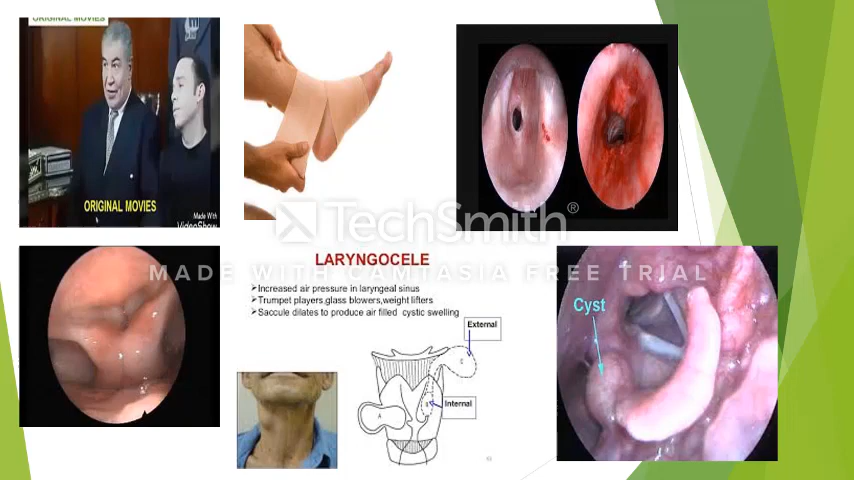 ORIGINAL MOVIES
ORIGINAL MOVIES
Made With
VideoShow
TechSmith®
MADE WITH CAMTASIA FREE TRIAL
LARYNGOCELE
➢Increased air pressure in laryngeal sinus
➢Trumpet players,glass blowers,weight lifters
➢Saccule dilates to produce air filled cystic swelling
External
Internal
A
Cyst